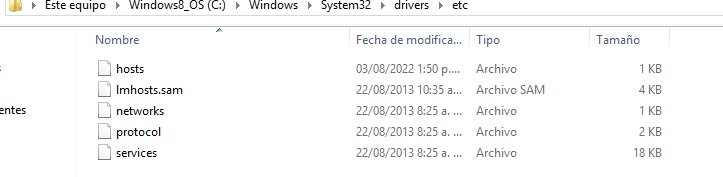 Este equipo Windows8_OS (C:) Windows System32 drivers etc
Nombre Fecha de modifica... Tipo Tamaño
hosts 03/08/2022 1:50 p.... Archivo 1 KB
lmhosts.sam 22/08/2013 10:35 a... Archivo SAM 4 KB
entes networks 22/08/2013 8:25 a. ... Archivo 1 KB
protocol 22/08/2013 8:25 a. ... Archivo 2 KB
services 22/08/2013 8:25 a. ... Archivo 18 KB